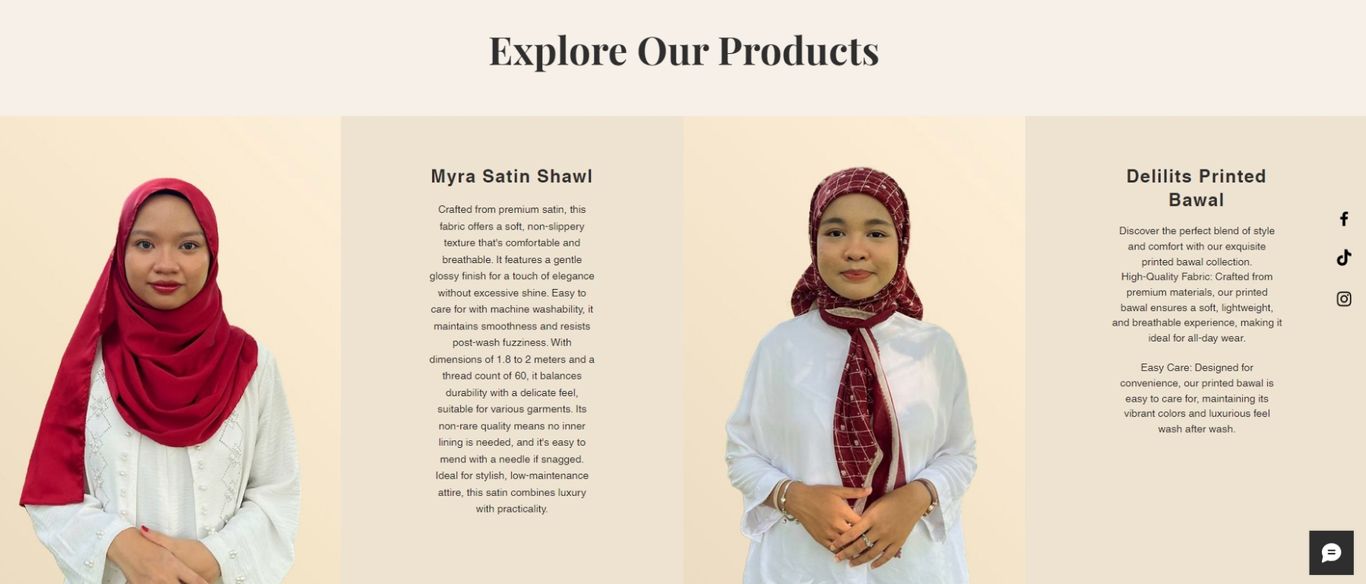 Explore Our Products
Myra Satin Shawl
Crafted from premium satin, this
fabric offers a soft, non-slippery
texture that's comfortable and
breathable. It features a gentle
glossy finish for a touch of elegance
without excessive shine. Easy to
care for with machine washability, it
maintains smoothness and resists
post-wash fuzziness. With
dimensions of 1.8 to 2 meters and a
thread count of 60, it balances
durability with a delicate feel,
suitable for various garments. Its
non-rare quality means no inner
lining is needed, and it's easy to
mend with a needle if snagged.
Ideal for stylish, low-maintenance
attire, this satin combines luxury
with practicality.
Delilits Printed
Bawal
Discover the perfect blend of style
and comfort with our exquisite
printed bawal collection.
High-Quality Fabric: Crafted from
premium materials, our printed
bawal ensures a soft, lightweight,
and breathable experience, making it
ideal for all-day wear.
Easy Care: Designed for
convenience, our printed bawal is
easy to care for, maintaining its
vibrant colors and luxurious feel
wash after wash.